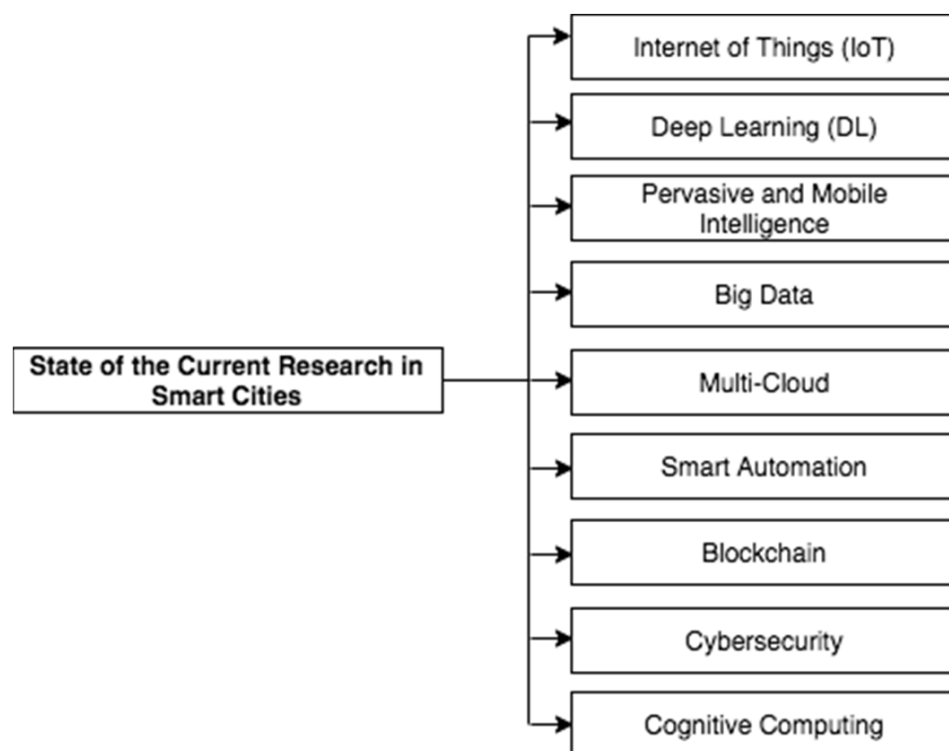 Internet of Things (IoT)
Deep Learning (DL)
Pervasive and Mobile
Intelligence
Big Data
State of the Current Research in
Smart Cities
Multi-Cloud
Smart Automation
Blockchain
Cybersecurity
Cognitive Computing